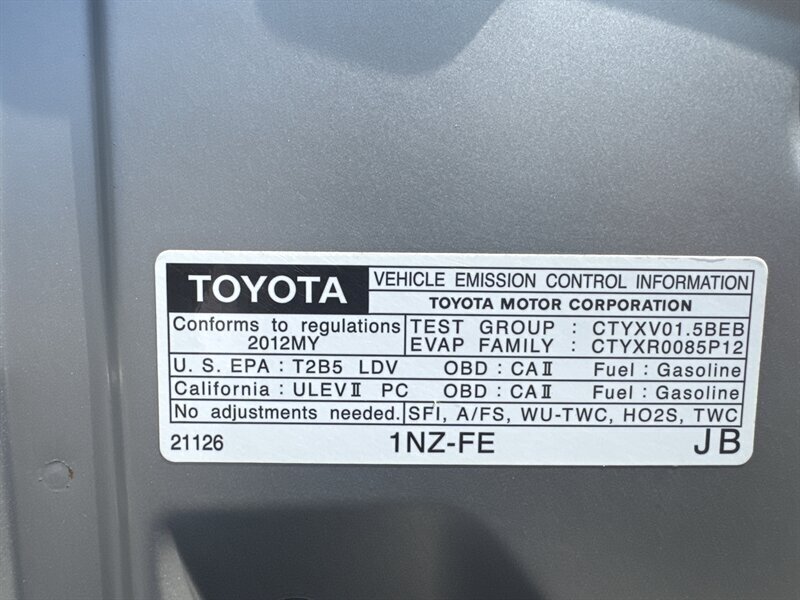 TOYOTA
VEHICLE EMISSION CONTROL INFORMATION
TOYOTA MOTOR CORPORATION
Conforms to regulations
2012MY
TEST GROUP : CTYXV01.5BEB
EVAP FAMILY : CTYXR0085P12
U. S. EPA : T2B5 LDV OBD : CAⅡ Fuel : Gasoline
California : ULEVⅡ PC OBD : CAⅡ Fuel : Gasoline
No adjustments needed. SFI, A/FS, WU-TWC, HO2S, TWC
21126 1NZ-FE JB